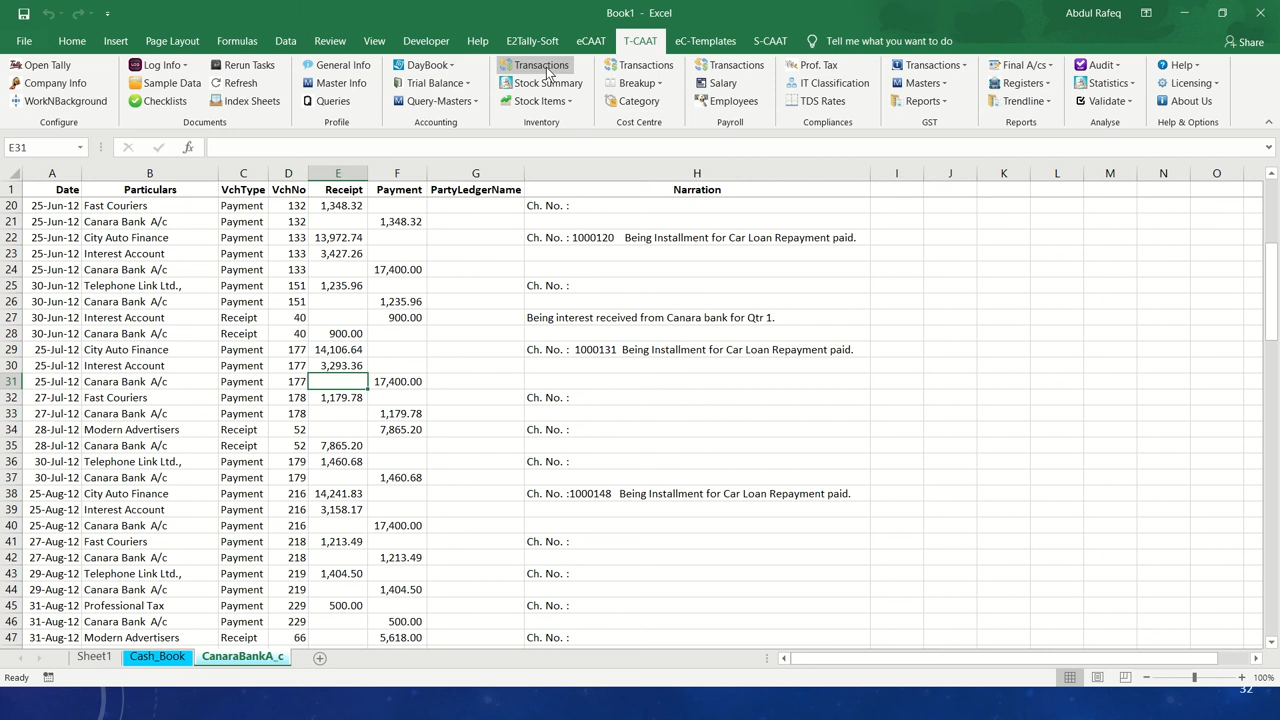 Book1 - Excel
Abdul Rafeq
File Home Insert Page Layout Formulas Data Review View Developer Help E2Tally-Soft eCAAT T-CAAT eC-Templates S-CAAT Tell me what you want to do Share
Open Tally Log Info Rerun Tasks General Info DayBook Transactions Transactions Transactions Prof. Tax Transactions Final A/cs Audit Help
Company Info Sample Data Refresh Master Info Trial Balance Stock Summary Breakup Salary IT Classification Masters Registers Statistics Licensing
WorkNBackground Checklists Index Sheets Queries Query-Masters Stock Items Category Employees TDS Rates Reports Trendline Validate About Us
Configure Documents Profile Accounting Inventory Cost Centre Payroll Compliances GST Reports Analyse Help & Options
E31 fx
A B C D E F G H I J K L M N O
1 Date Particulars VchType VchNo Receipt Payment PartyLedgerName Narration
20 25-Jun-12 Fast Couriers Payment 132 1,348.32 Ch. No. :
21 25-Jun-12 Canara Bank A/c Payment 132 1,348.32
22 25-Jun-12 City Auto Finance Payment 133 13,972.74 Ch. No. : 1000120 Being Installment for Car Loan Repayment paid.
23 25-Jun-12 Interest Account Payment 133 3,427.26
24 25-Jun-12 Canara Bank A/c Payment 133 17,400.00
25 30-Jun-12 Telephone Link Ltd., Payment 151 1,235.96 Ch. No. :
26 30-Jun-12 Canara Bank A/c Payment 151 1,235.96
27 30-Jun-12 Interest Account Receipt 40 900.00 Being interest received from Canara bank for Qtr 1.
28 30-Jun-12 Canara Bank A/c Receipt 40 900.00
29 25-Jul-12 City Auto Finance Payment 177 14,106.64 Ch. No. : 1000131 Being Installment for Car Loan Repayment paid.
30 25-Jul-12 Interest Account Payment 177 3,293.36
31 25-Jul-12 Canara Bank A/c Payment 177 17,400.00
32 27-Jul-12 Fast Couriers Payment 178 1,179.78 Ch. No. :
33 27-Jul-12 Canara Bank A/c Payment 178 1,179.78
34 28-Jul-12 Modern Advertisers Receipt 52 7,865.20 Ch. No. :
35 28-Jul-12 Canara Bank A/c Receipt 52 7,865.20
36 30-Jul-12 Telephone Link Ltd., Payment 179 1,460.68 Ch. No. :
37 30-Jul-12 Canara Bank A/c Payment 179 1,460.68
38 25-Aug-12 City Auto Finance Payment 216 14,241.83 Ch. No. :1000148 Being Installment for Car Loan Repayment paid.
39 25-Aug-12 Interest Account Payment 216 3,158.17
40 25-Aug-12 Canara Bank A/c Payment 216 17,400.00
41 27-Aug-12 Fast Couriers Payment 218 1,213.49 Ch. No. :
42 27-Aug-12 Canara Bank A/c Payment 218 1,213.49
43 29-Aug-12 Telephone Link Ltd., Payment 219 1,404.50 Ch. No. :
44 29-Aug-12 Canara Bank A/c Payment 219 1,404.50
45 31-Aug-12 Professional Tax Payment 229 500.00 Ch. No. :
46 31-Aug-12 Canara Bank A/c Payment 229 500.00
47 31-Aug-12 Modern Advertisers Receipt 66 5,618.00 Ch. No. :
Sheet1 Cash_Book CanaraBankA_c
Ready 100%
32